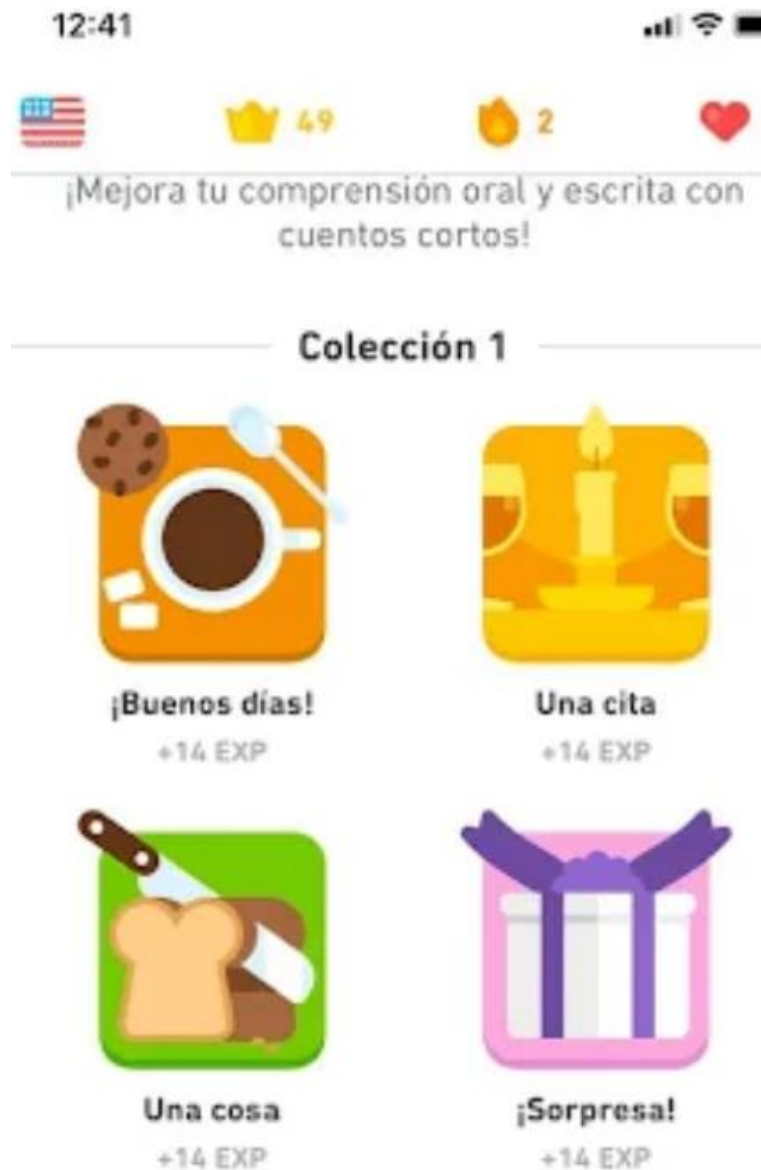 12:41
49 2
¡Mejora tu comprensión oral y escrita con
cuentos cortos!
Colección 1
¡Buenos días! Una cita
+14 EXP +14 EXP
Una cosa ¡Sorpresa!
+14 EXP +14 EXP